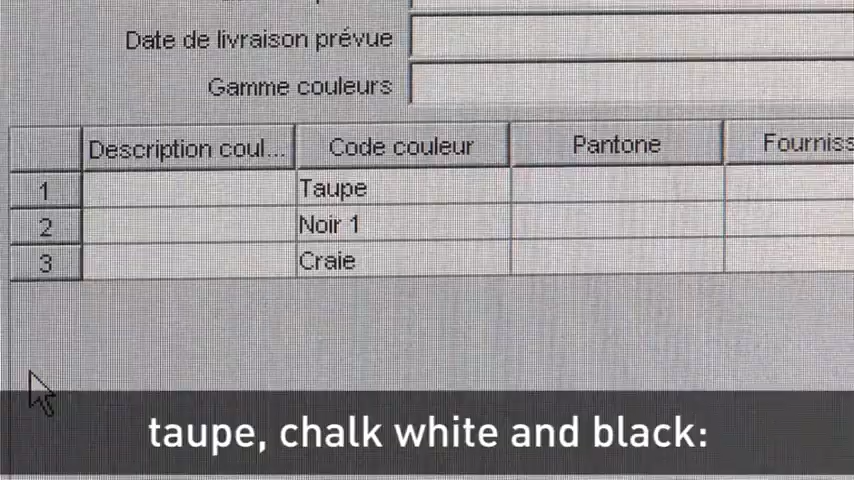 Date de livraison prévue
Gamme couleurs
Description coul... Code couleur Pantone
1 Taupe
2 Noir 1
3 Craie
taupe, chalk white and black: